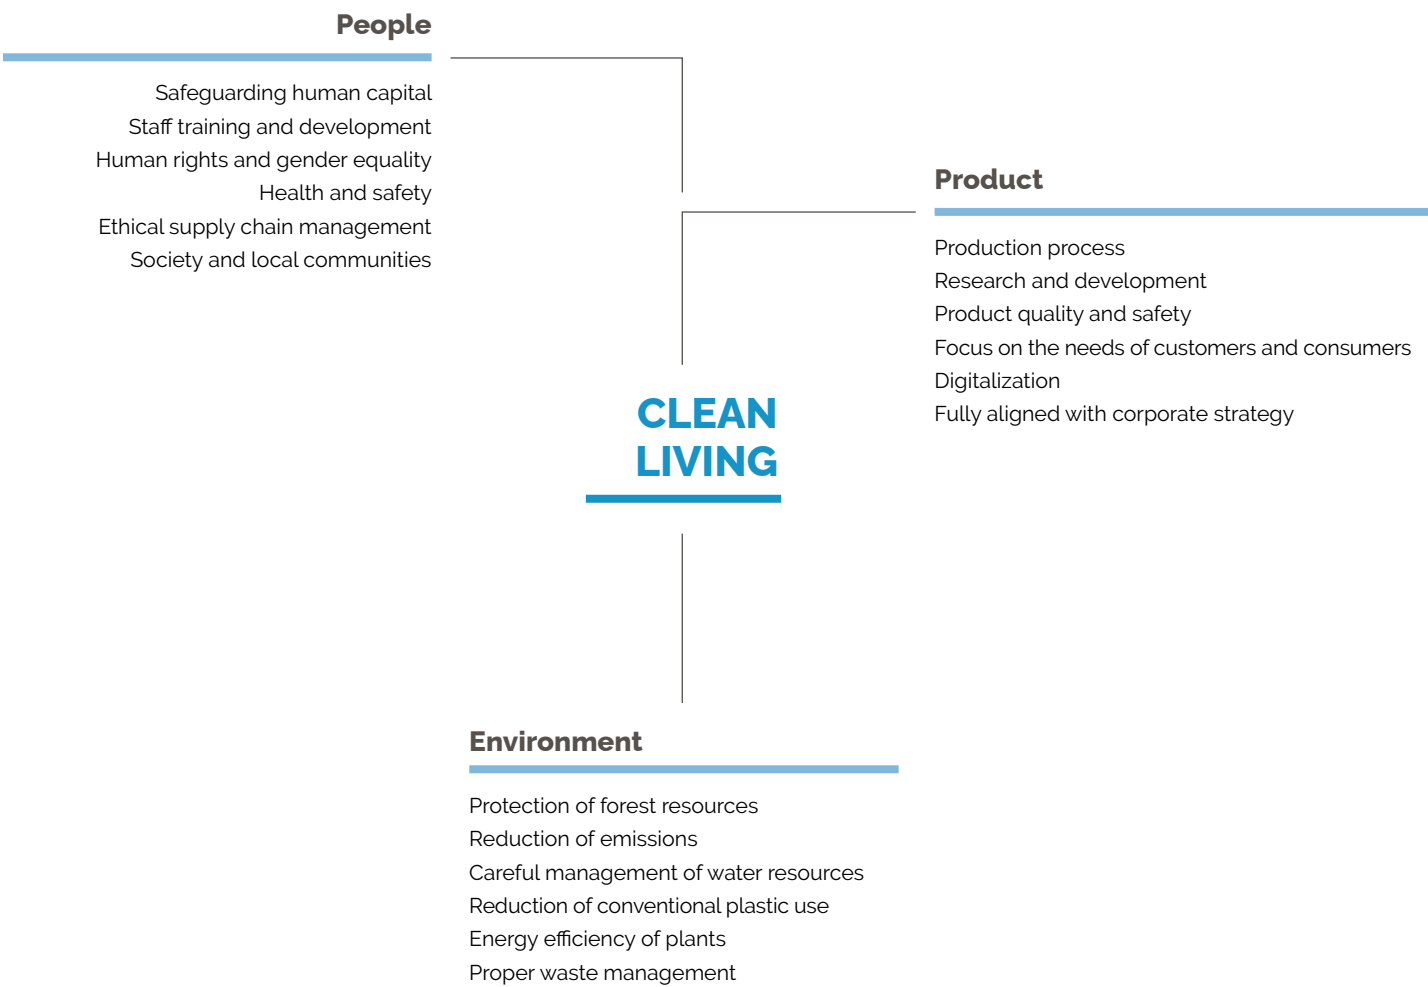 People
Safeguarding human capital
Staff training and development
Human rights and gender equality
Health and safety
Ethical supply chain management
Society and local communities
Product
Production process
Research and development
Product quality and safety
Focus on the needs of customers and consumers
Digitalization
Fully aligned with corporate strategy
CLEAN
LIVING
Environment
Protection of forest resources
Reduction of emissions
Careful management of water resources
Reduction of conventional plastic use
Energy efficiency of plants
Proper waste management